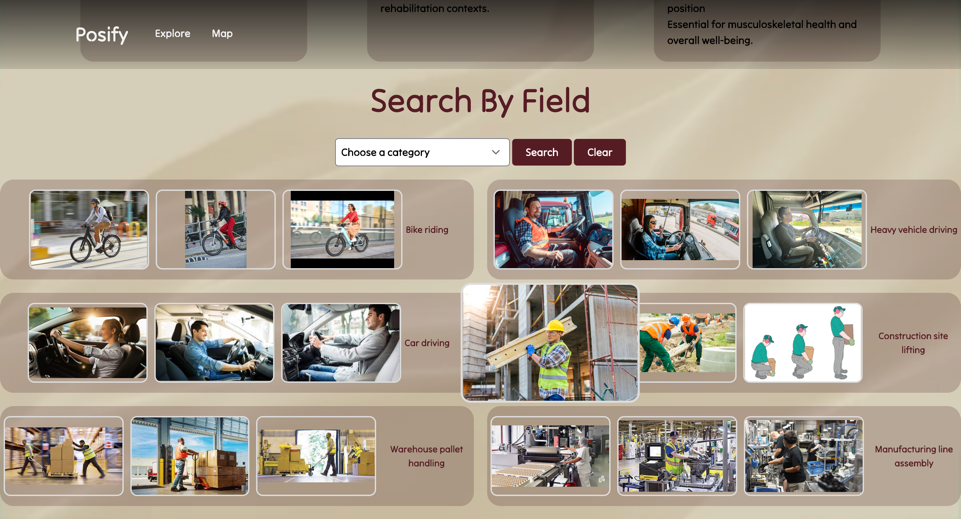 rehabilitation contexts.
position
Essential for musculoskeletal health and
overall well-being.
Posify
Explore
Map
Search By Field
Choose a category
Search
Clear
Bike riding
Heavy vehicle driving
Car driving
Construction site
lifting
Warehouse pallet
handling
Manufacturing line
assembly